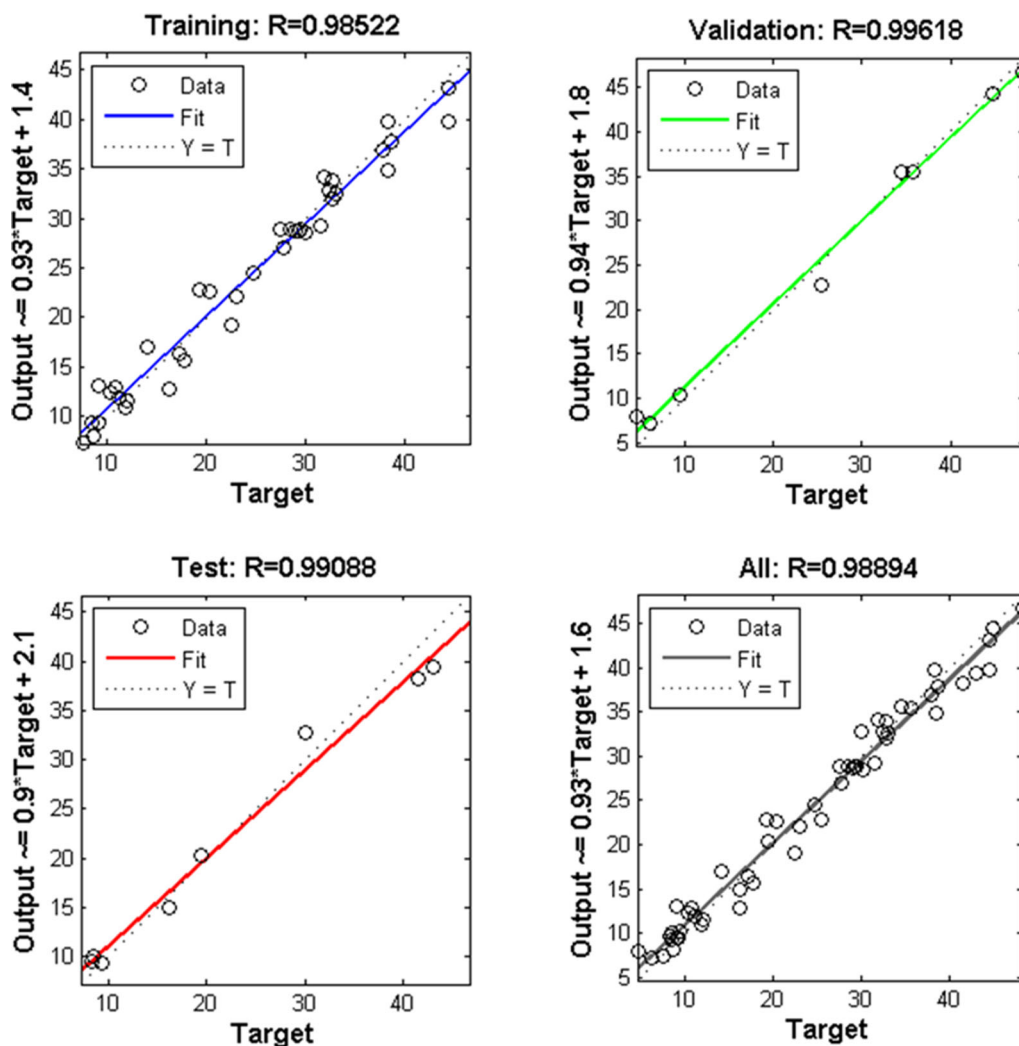 Training: R=0.98522
Output ~= 0.93*Target + 1.4
45
40
35
30
25
20
15
10
Data
Fit
Y = T
10 20 30 40
Target
Validation: R=0.99618
Output ~= 0.94*Target + 1.8
45
40
35
30
25
20
15
10
5
Data
Fit
Y = T
10 20 30 40
Target
Test: R=0.99088
Output ~= 0.9*Target + 2.1
45
40
35
30
25
20
15
10
Data
Fit
Y = T
10 20 30 40
Target
All: R=0.98894
Output ~= 0.93*Target + 1.6
45
40
35
30
25
20
15
10
5
Data
Fit
Y = T
10 20 30 40
Target